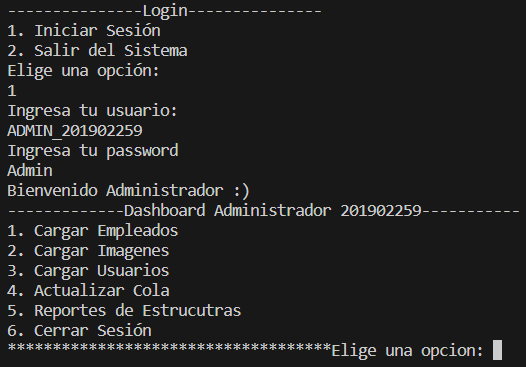 ---------------Login---------------
1. Iniciar Sesión
2. Salir del Sistema
Elige una opción:
1
Ingresa tu usuario:
ADMIN_201902259
Ingresa tu password
Admin
Bienvenido Administrador :)
-------------Dashboard Administrador 201902259-----------
1. Cargar Empleados
2. Cargar Imagenes
3. Cargar Usuarios
4. Actualizar Cola
5. Reportes de Estrucutras
6. Cerrar Sesión
************************************Elige una opcion: